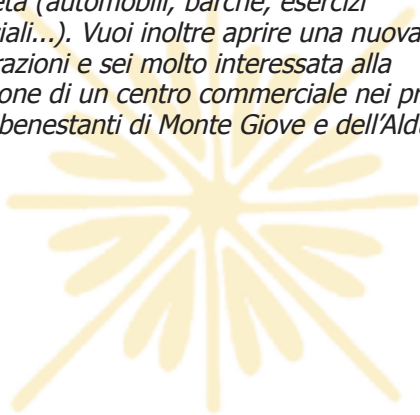 età (automobili, barche, esercizi
iali...). Vuoi inoltre aprire una nuova
razioni e sei molto interessata alla
one di un centro commerciale nei pr
benestanti di Monte Giove e dell'Ald